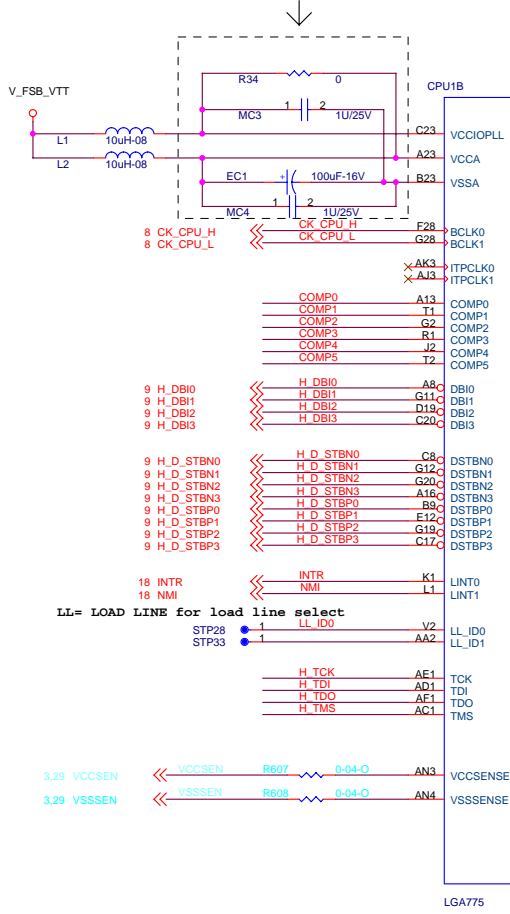 R34 0
CPU1B
V_FSB_VTT
MC3 1 2 1U/25V
C23 VCCIOPLL
L1 10uH-08
A23 VCCA
L2 10uH-08
EC1 + 100uF-16V
B23 VSSA
MC4 1 2 1U/25V
8 CK_CPU_H CK_CPU_H F28 BCLK0
8 CK_CPU_L CK_CPU_L G28 BCLK1
AK3 ITPCLK0
AJ3 ITPCLK1
COMP0 A13 COMP0
COMP1 T1 COMP1
COMP2 G2 COMP2
COMP3 R1 COMP3
COMP4 J2 COMP4
COMP5 T2 COMP5
9 H_DBI0 H_DBI0 A8 DBI0
9 H_DBI1 H_DBI1 G11 DBI1
9 H_DBI2 H_DBI2 D19 DBI2
9 H_DBI3 H_DBI3 C20 DBI3
9 H_D_STBN0 H_D_STBN0 C8 DSTBN0
9 H_D_STBN1 H_D_STBN1 G12 DSTBN1
9 H_D_STBN2 H_D_STBN2 G20 DSTBN2
9 H_D_STBN3 H_D_STBN3 A16 DSTBN3
9 H_D_STBP0 H_D_STBP0 B9 DSTBP0
9 H_D_STBP1 H_D_STBP1 E12 DSTBP1
9 H_D_STBP2 H_D_STBP2 G19 DSTBP2
9 H_D_STBP3 H_D_STBP3 C17 DSTBP3
18 INTR INTR K1 LINT0
18 NMI NMI L1 LINT1
LL= LOAD LINE for load line select
STP28 1 LL_ID0 V2 LL_ID0
STP33 1 AA2 LL_ID1
H_TCK AE1 TCK
H_TDI AD1 TDI
H_TDO AF1 TDO
H_TMS AC1 TMS
3,29 VCCSEN VCCSEN R607 0-04-O AN3 VCCSENSE
3,29 VSSSEN VSSSEN R608 0-04-O AN4 VSSSENSE
LGA775